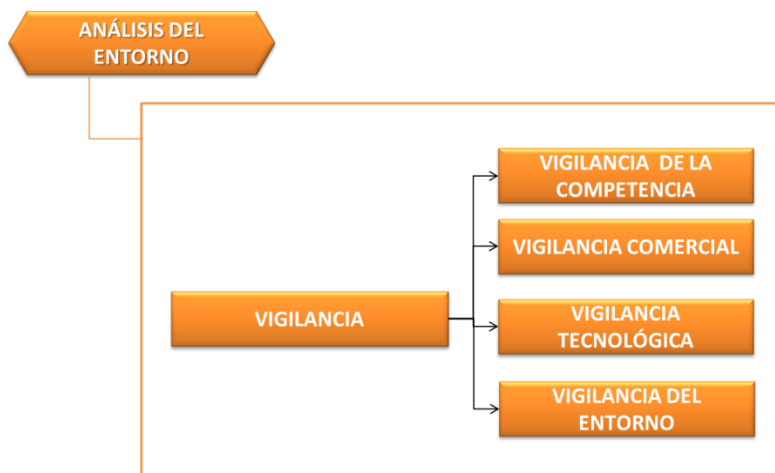 ANÁLISIS DEL
ENTORNO
VIGILANCIA DE LA
COMPETENCIA
VIGILANCIA COMERCIAL
VIGILANCIA
VIGILANCIA
TECNOLÓGICA
VIGILANCIA DEL
ENTORNO